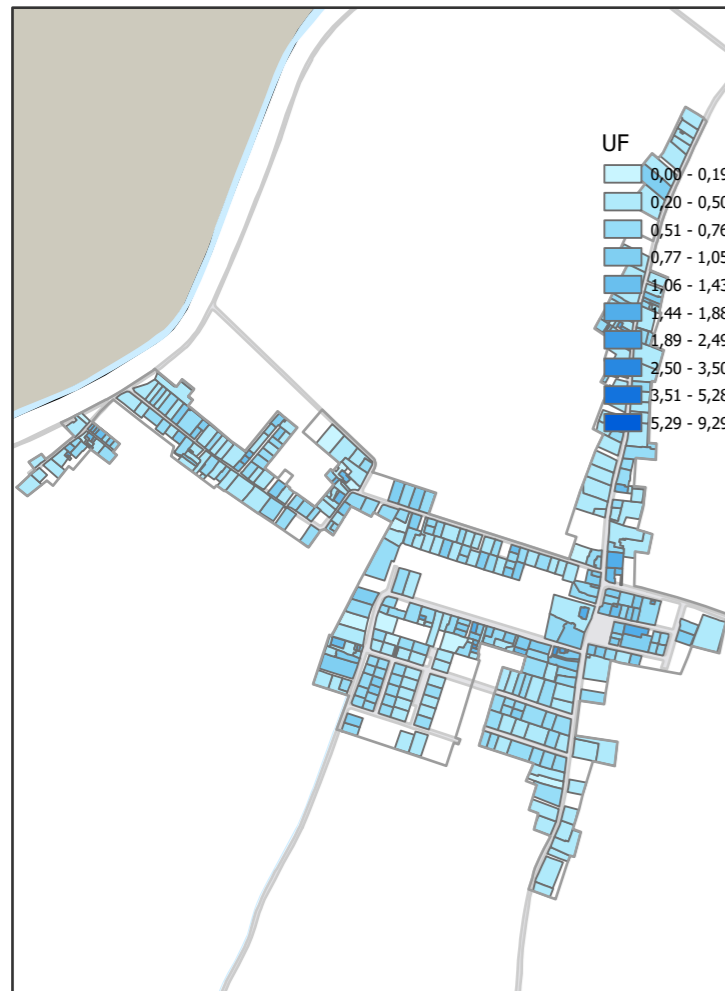 UF
0,00 - 0,19
0,20 - 0,50
0,51 - 0,76
0,77 - 1,05
1,06 - 1,43
1,44 - 1,88
1,89 - 2,49
2,50 - 3,50
3,51 - 5,28
5,29 - 9,29